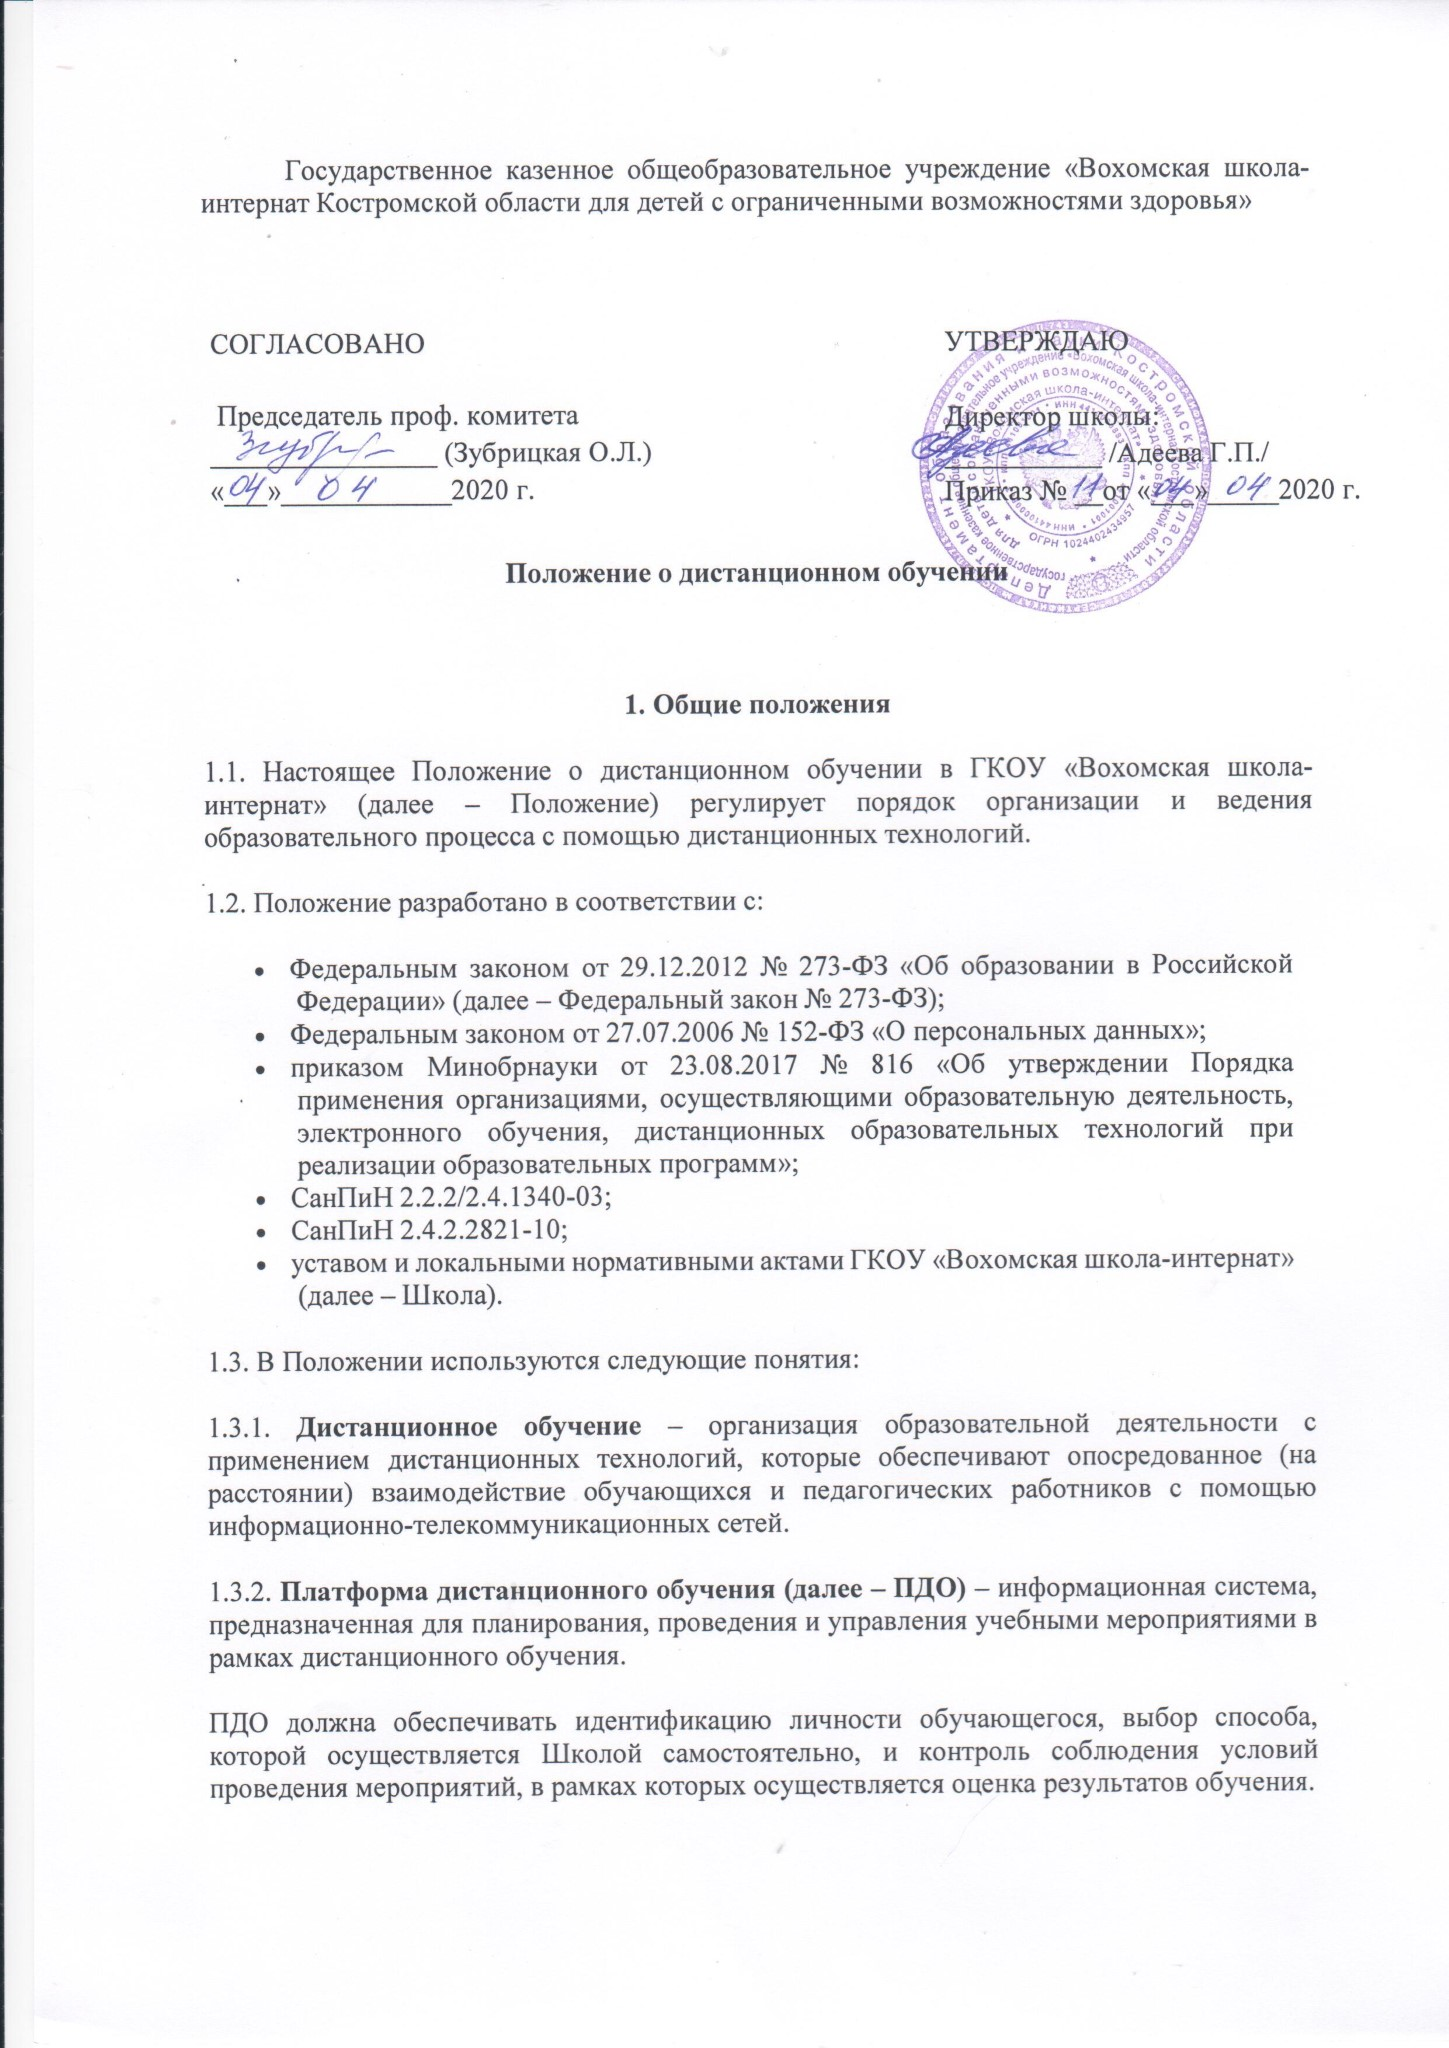 Государственное казенное общеобразовательное учреждение «Вохомская школа-
интернат Костромской области для детей с ограниченными возможностями здоровья»
СОГЛАСОВАНО
Председатель проф. комитета
(Зубрицкая О.Л.)
«04» 04 2020 г.
УТВЕРЖДАЮ
Директор школы:
/Адеева Г.П./
Приказ № 11 от «04» 04 2020 г.
ОГРН 1024402434957
Положение о дистанционном обучении
1. Общие положения
1.1. Настоящее Положение о дистанционном обучении в ГКОУ «Вохомская школа-
интернат» (далее – Положение) регулирует порядок организации и ведения
образовательного процесса с помощью дистанционных технологий.
1.2. Положение разработано в соответствии с:
• Федеральным законом от 29.12.2012 № 273-ФЗ «Об образовании в Российской
Федерации» (далее – Федеральный закон № 273-ФЗ);
• Федеральным законом от 27.07.2006 № 152-ФЗ «О персональных данных»;
• приказом Минобрнауки от 23.08.2017 № 816 «Об утверждении Порядка
применения организациями, осуществляющими образовательную деятельность,
электронного обучения, дистанционных образовательных технологий при
реализации образовательных программ»;
• СанПиН 2.2.2/2.4.1340-03;
• СанПиН 2.4.2.2821-10;
• уставом и локальными нормативными актами ГКОУ «Вохомская школа-интернат»
(далее – Школа).
1.3. В Положении используются следующие понятия:
1.3.1. Дистанционное обучение – организация образовательной деятельности с
применением дистанционных технологий, которые обеспечивают опосредованное (на
расстоянии) взаимодействие обучающихся и педагогических работников с помощью
информационно-телекоммуникационных сетей.
1.3.2. Платформа дистанционного обучения (далее – ПДО) – информационная система,
предназначенная для планирования, проведения и управления учебными мероприятиями в
рамках дистанционного обучения.
ПДО должна обеспечивать идентификацию личности обучающегося, выбор способа,
которой осуществляется Школой самостоятельно, и контроль соблюдения условий
проведения мероприятий, в рамках которых осуществляется оценка результатов обучения.